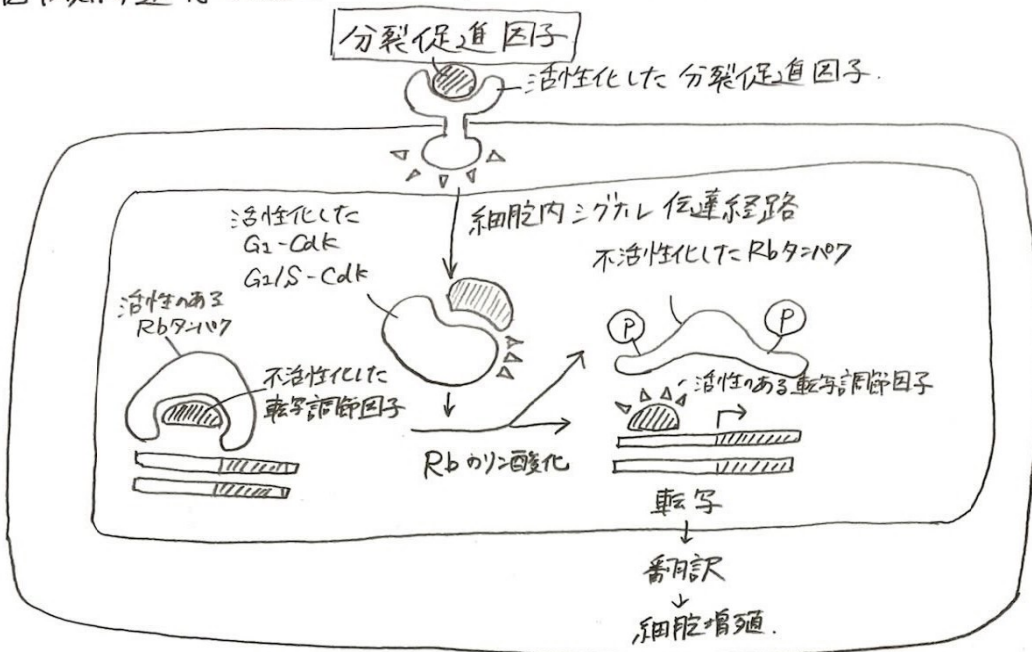 分裂促進因子
活性化した分裂促進因子.
細胞内シグナル伝達経路
活性化した
G1-Cdk
G1/S-Cdk
不活性化したRbタンパク
活性のある
Rbタンパク
P
P
不活性化した
転写調節因子
活性のある転写調節因子
Rbのリン酸化
転写
翻訳
細胞増殖.